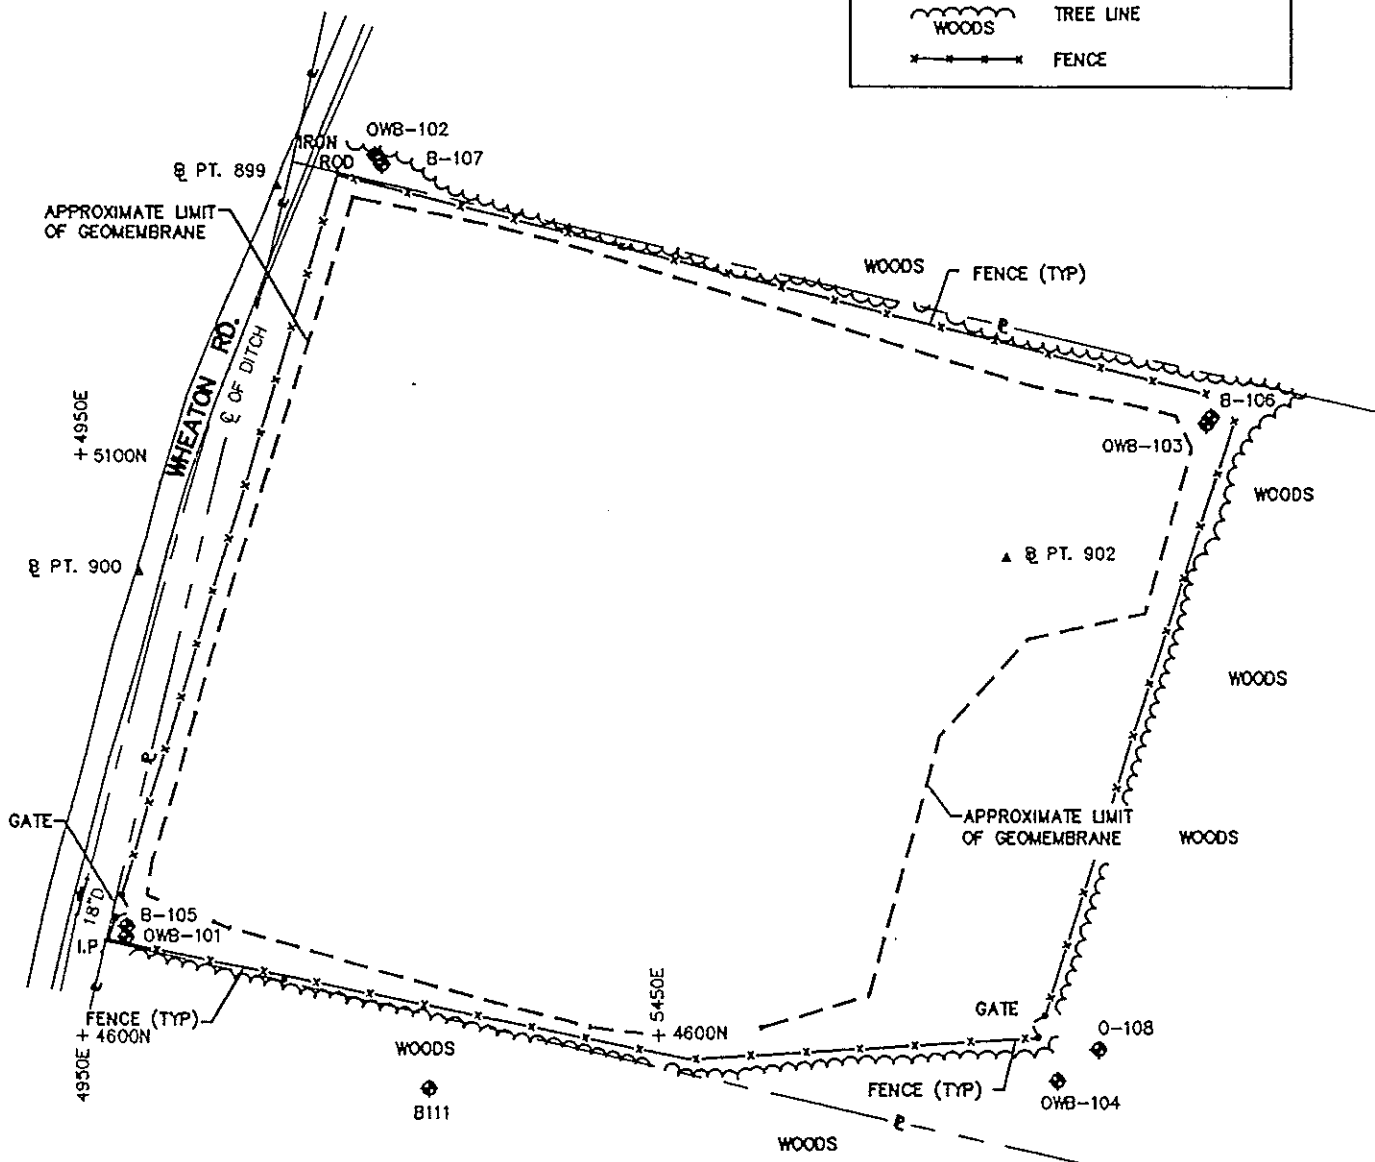 TREE LINE
WOODS
FENCE
OWB-102
IRON
ROD
B-107
℄ PT. 899
APPROXIMATE LIMIT
OF GEOMEMBRANE
WOODS
FENCE (TYP)
WHEATON RD.
℄ OF DITCH
4950E
+ 5100N
B-106
OWB-103
WOODS
℄ PT. 900
℄ PT. 902
WOODS
GATE
APPROXIMATE LIMIT
OF GEOMEMBRANE
WOODS
18"D
B-105
OWB-101
I.P.
FENCE (TYP)
4950E
+ 4600N
WOODS
5450E
+ 4600N
GATE
O-108
FENCE (TYP)
OWB-104
B111
WOODS